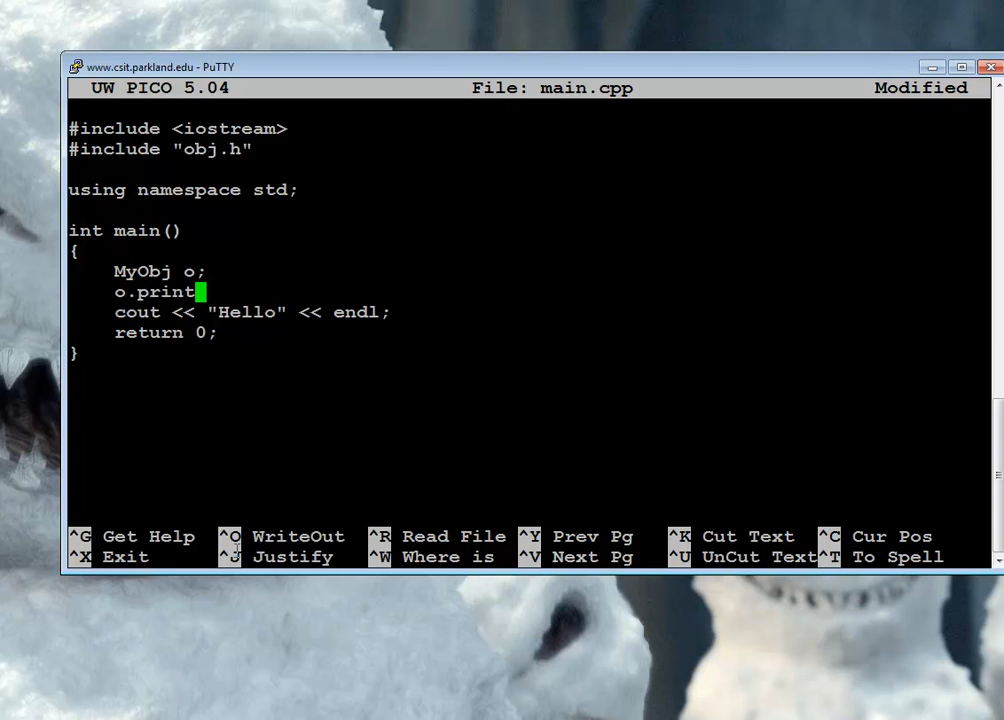 www.csit.parkland.edu - PuTTY
UW PICO 5.04 File: main.cpp Modified
#include <iostream>
#include "obj.h"
using namespace std;
int main()
{
MyObj o;
o.print
cout << "Hello" << endl;
return 0;
}
^G Get Help ^O WriteOut ^R Read File ^Y Prev Pg ^K Cut Text ^C Cur Pos
^X Exit ^J Justify ^W Where is ^V Next Pg ^U UnCut Text ^T To Spell